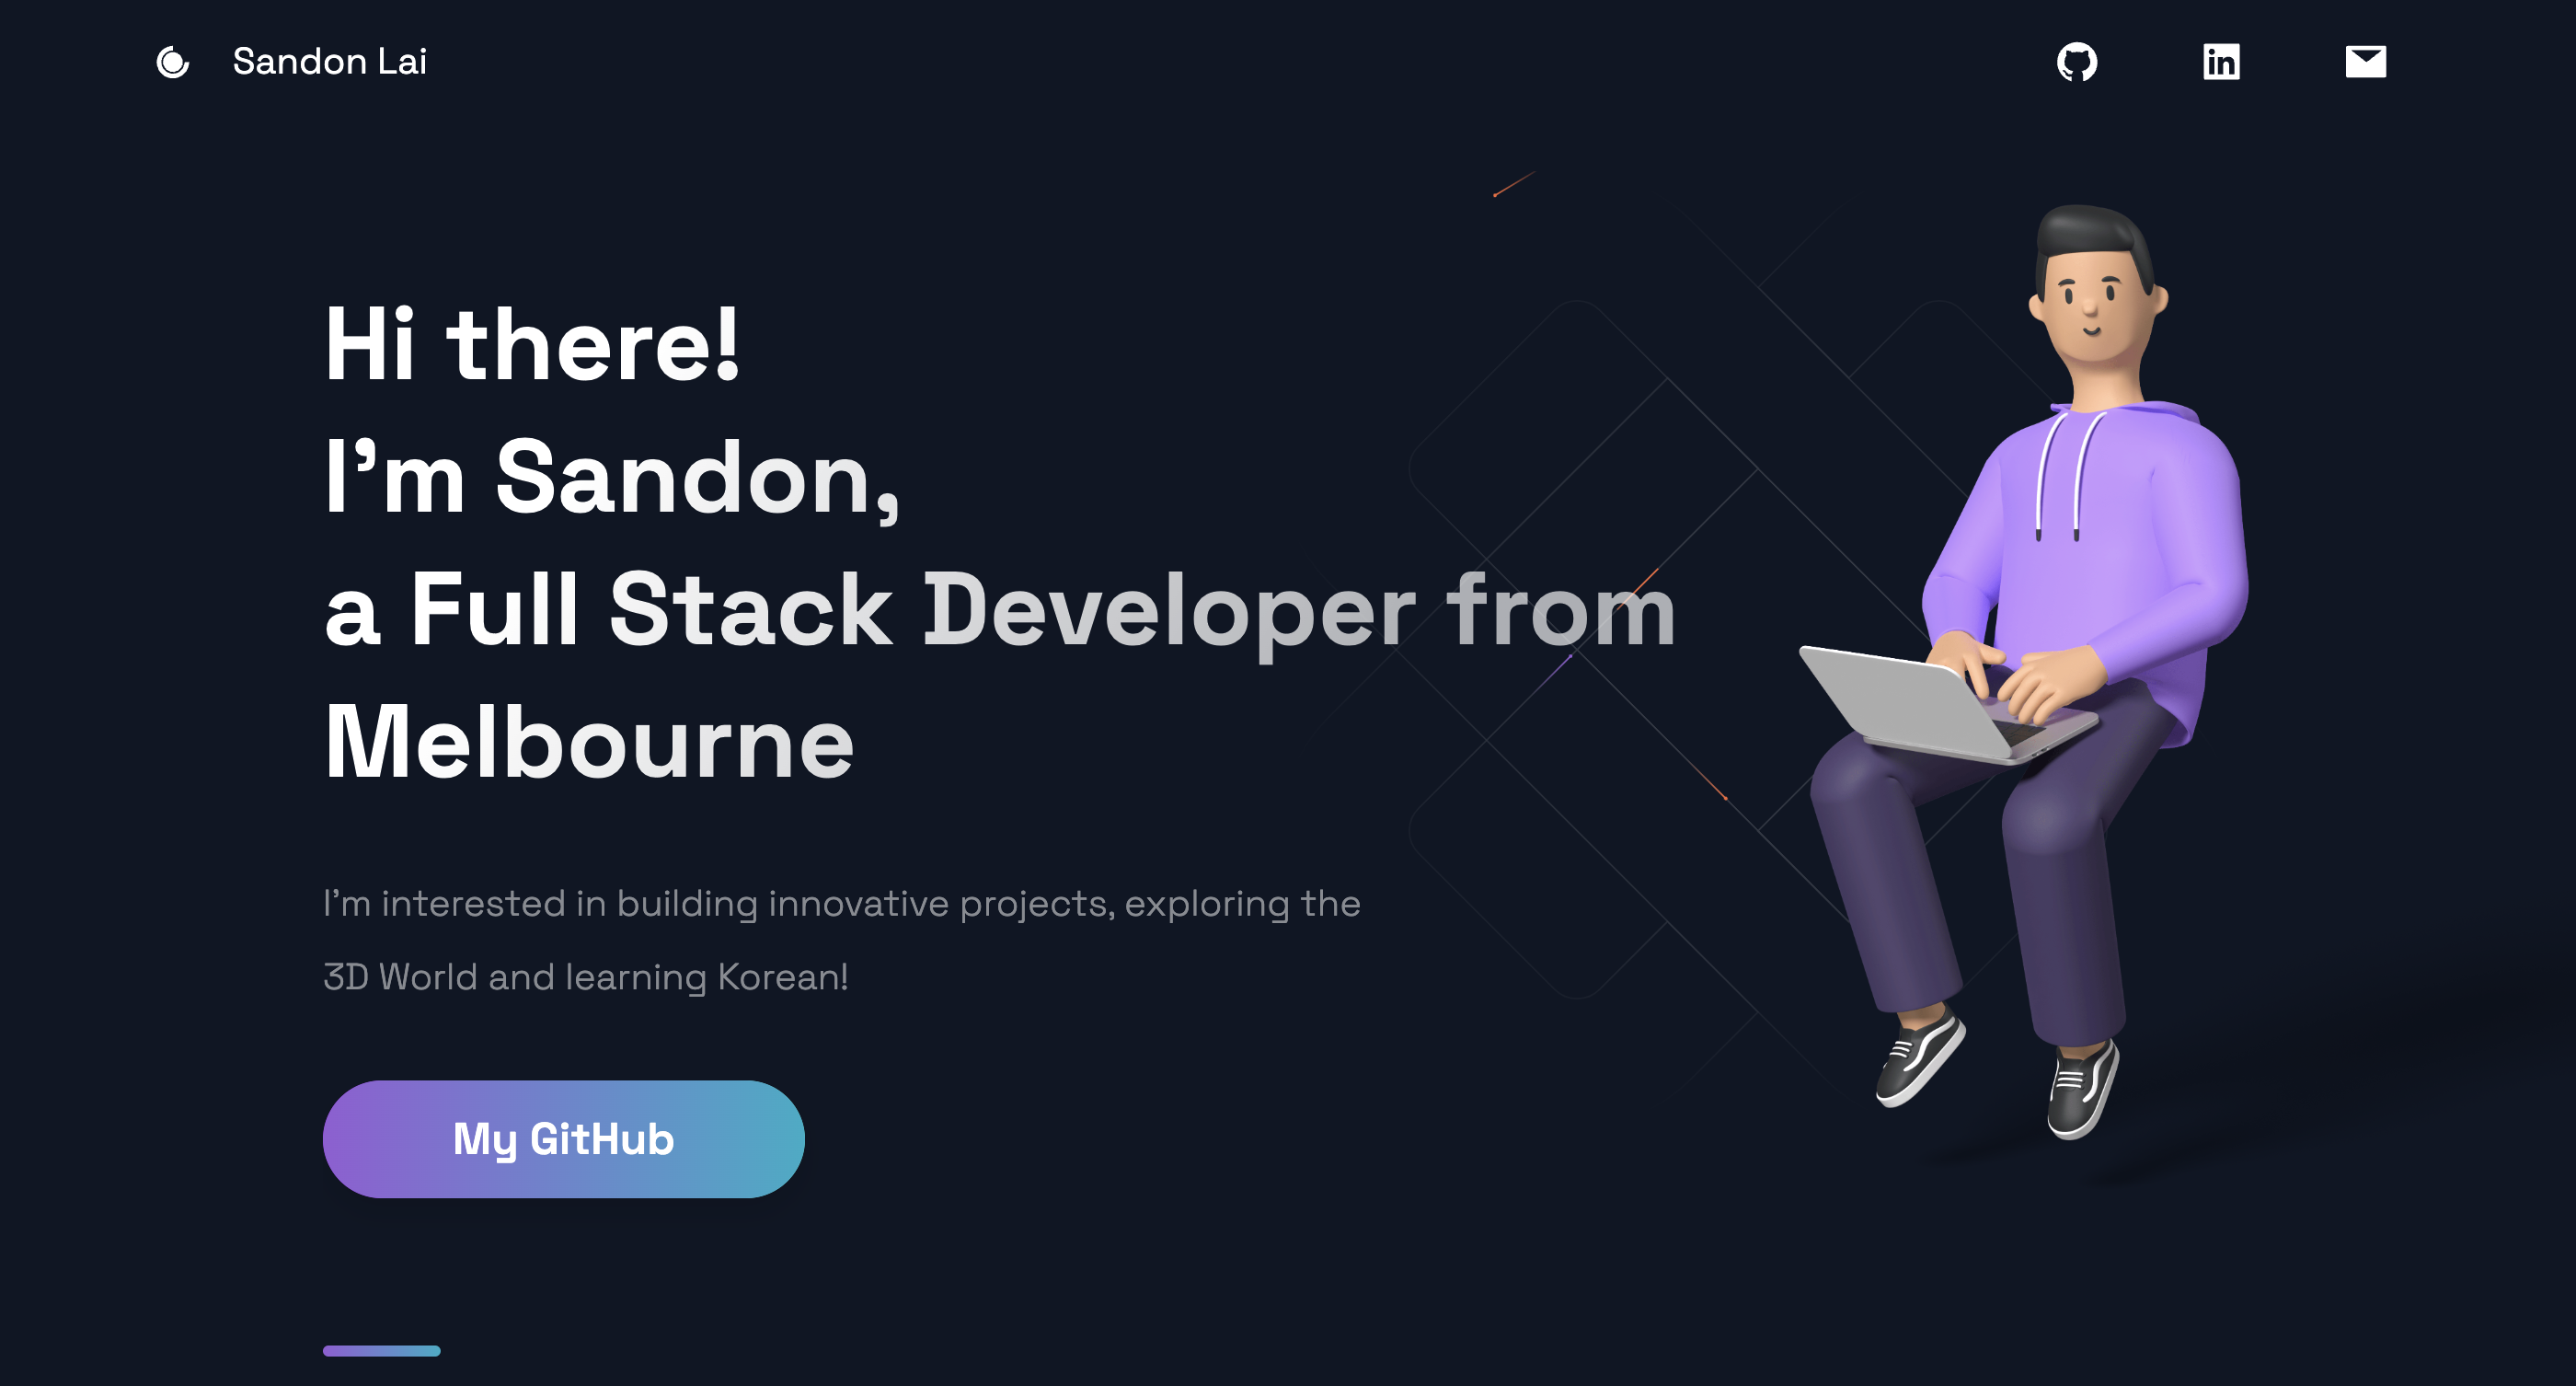 Sandon Lai
in
Hi there!
I’m Sandon,
a Full Stack Developer from
Melbourne
I’m interested in building innovative projects, exploring the
3D World and learning Korean!
My GitHub